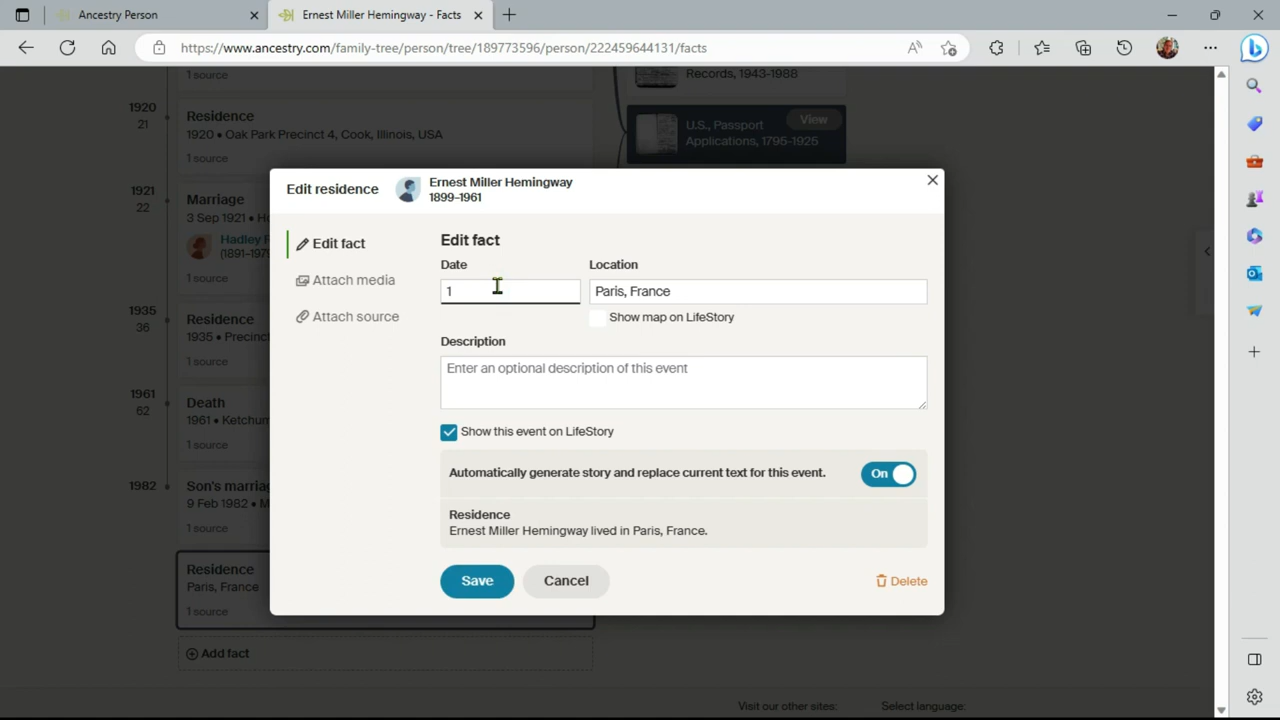 Ancestry Person
Ernest Miller Hemingway - Facts
https://www.ancestry.com/family-tree/person/tree/189773596/person/222459644131/facts
1 source
Records, 1943-1988
1920
21
Residence
1920 • Oak Park Precinct 4, Cook, Illinois, USA
1 source
U.S., Passport
Applications, 1795-1925
View
1921
22
Marriage
3 Sep 1921 •
Hadley
(1891–197
1 source
1935
36
Residence
1935 • Precinc
1 source
1961
62
Death
1961 • Ketchum
1 source
1982
Son's marriag
9 Feb 1982 •
1 source
Residence
Paris, France
1 source
Add fact
Edit residence
Ernest Miller Hemingway
1899–1961
Edit fact
Attach media
Attach source
Edit fact
Date
Location
1
Paris, France
Show map on LifeStory
Description
Enter an optional description of this event
Show this event on LifeStory
Automatically generate story and replace current text for this event.
On
Residence
Ernest Miller Hemingway lived in Paris, France.
Save
Cancel
Delete
Visit our other sites:
Select language: